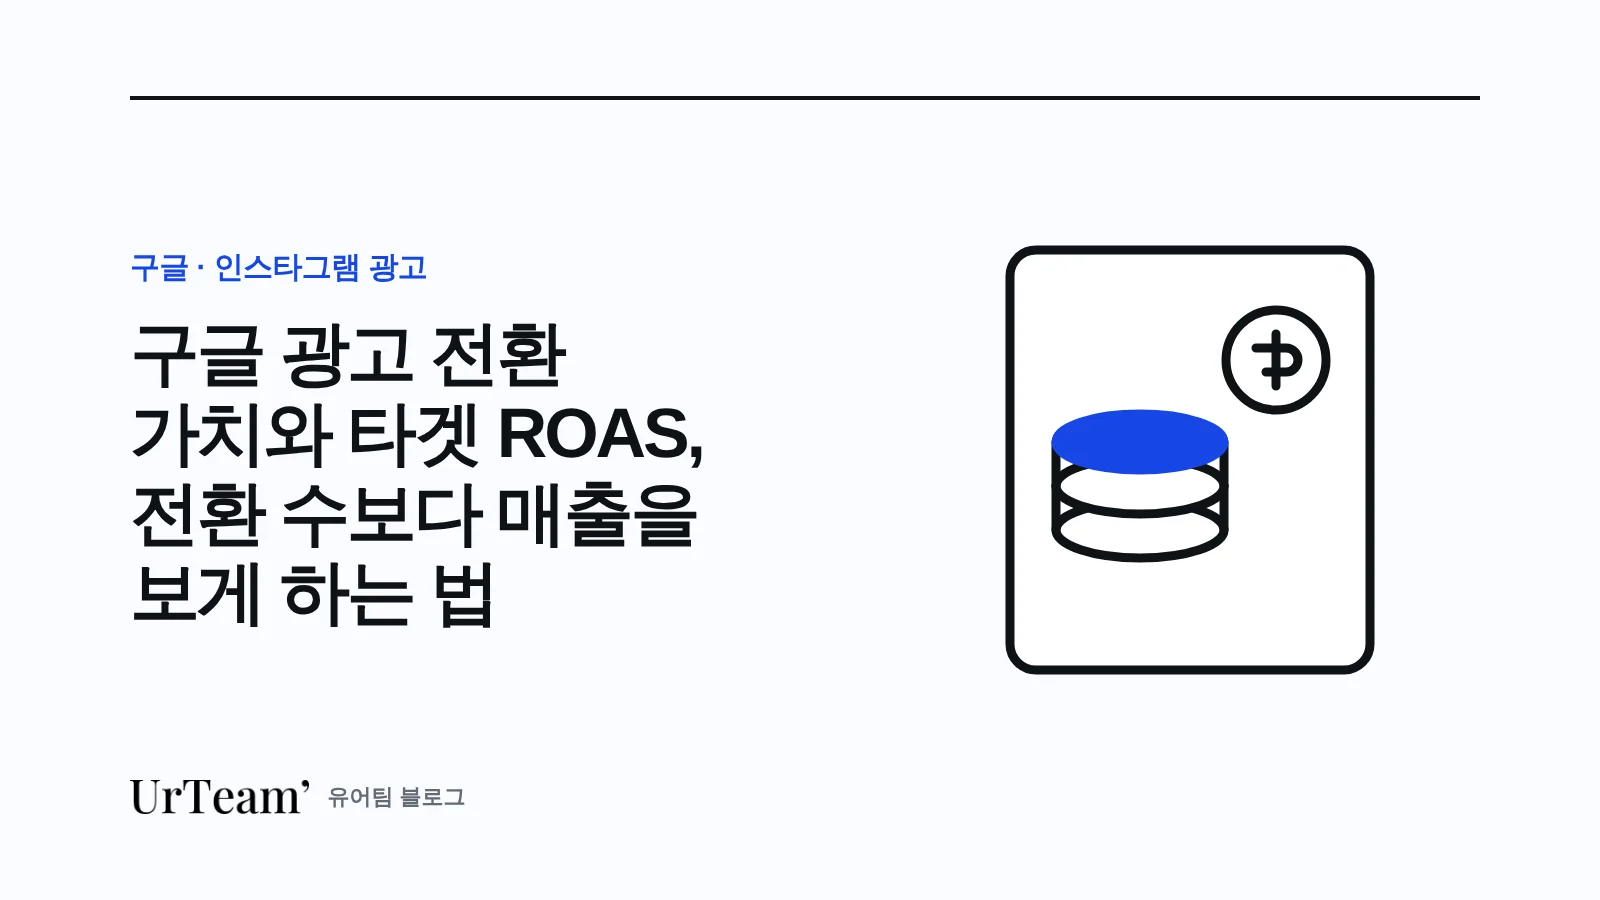 구글 · 인스타그램 광고
구글 광고 전환
가치와 타겟 ROAS,
전환 수보다 매출을
보게 하는 법
UrTeam’ 유어팀 블로그